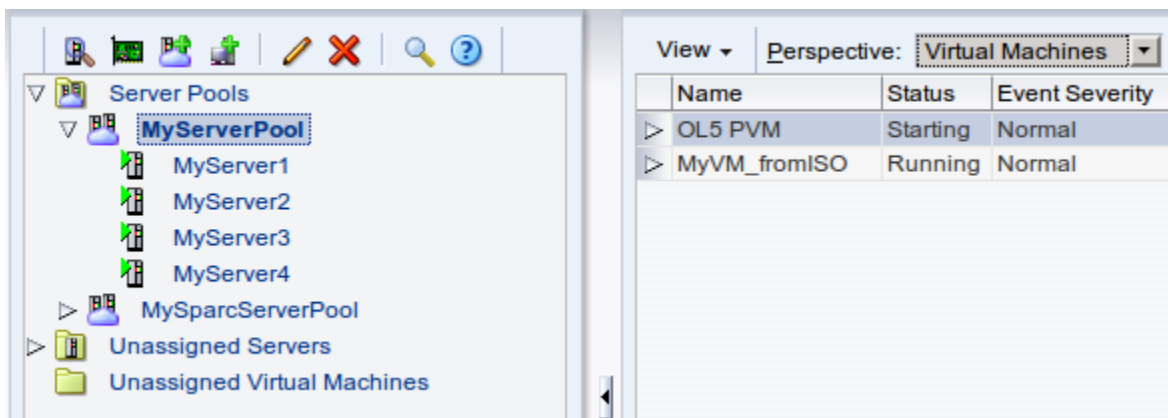 Server Pools
MyServerPool
MyServer1
MyServer2
MyServer3
MyServer4
MySparcServerPool
Unassigned Servers
Unassigned Virtual Machines
View Perspective: Virtual Machines
Name Status Event Severity
OL5 PVM Starting Normal
MyVM_fromISO Running Normal